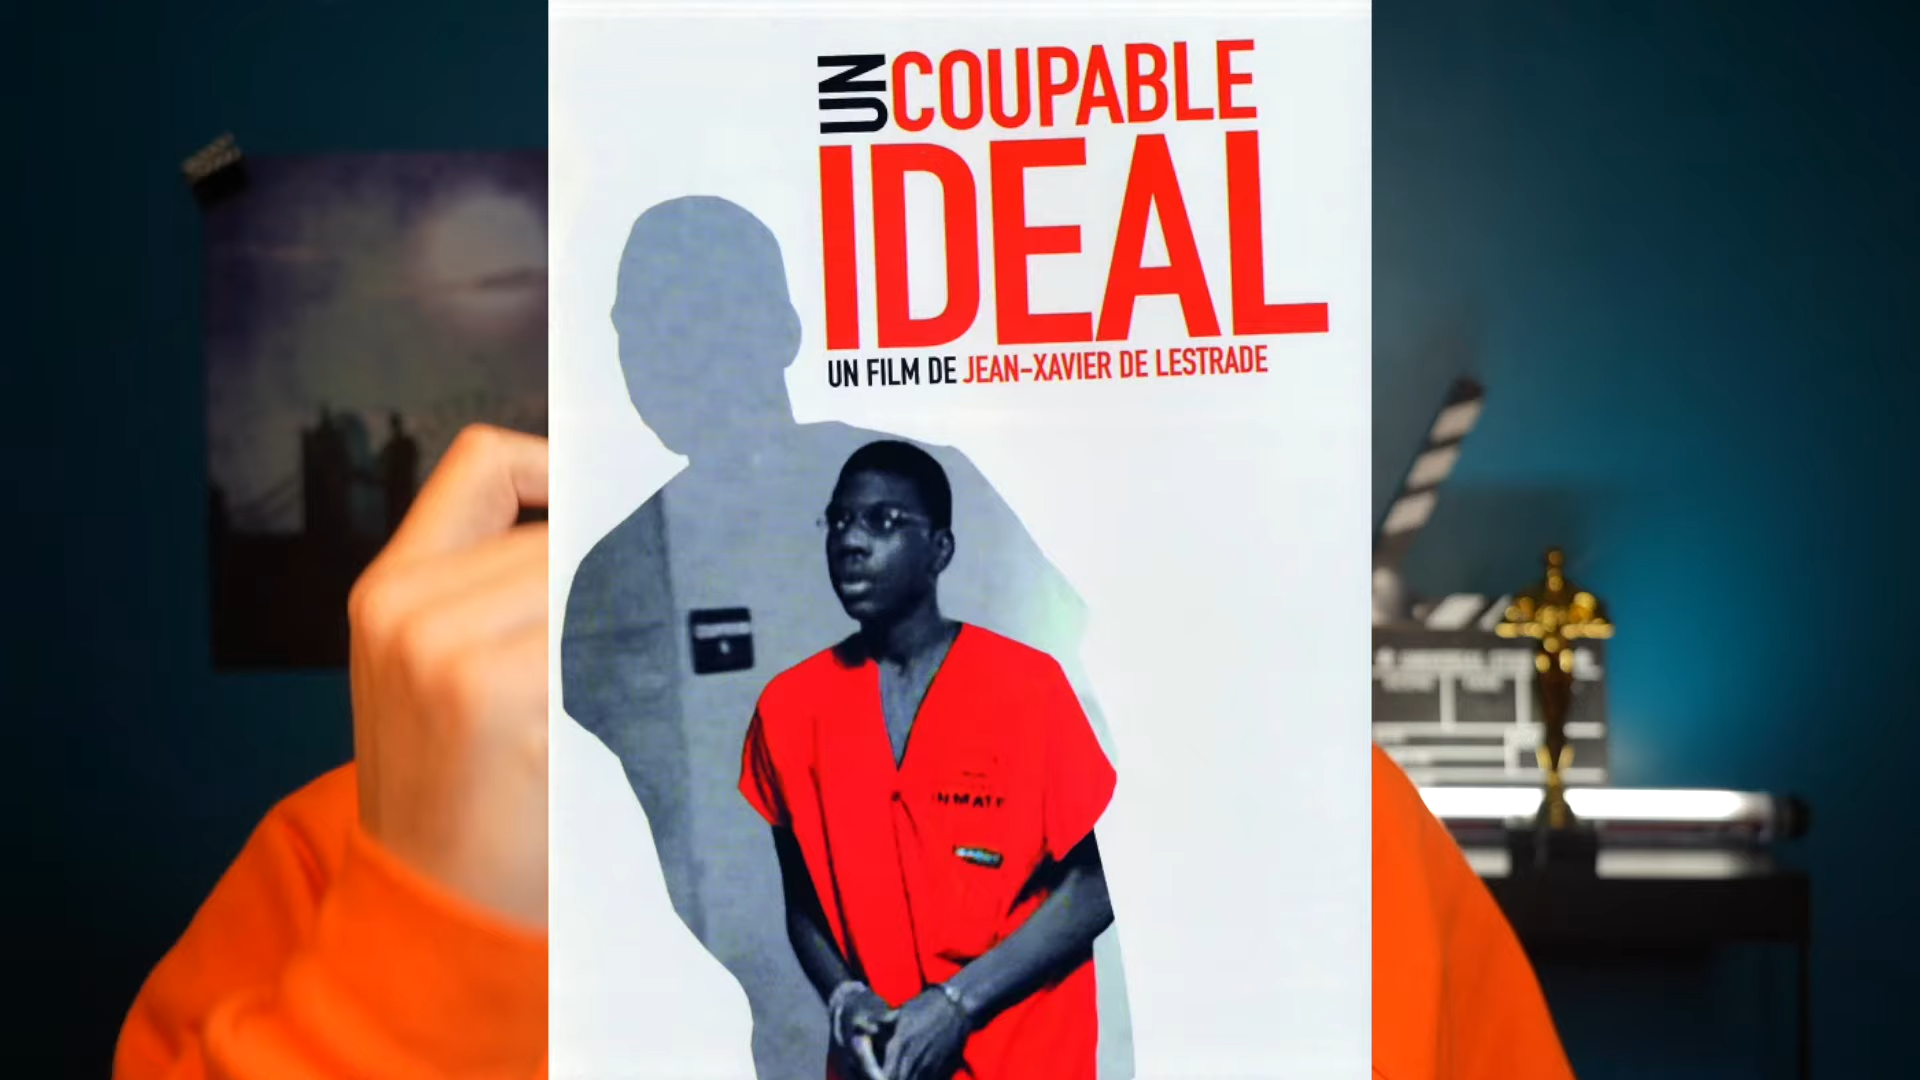 UN COUPABLE
IDEAL
UN FILM DE JEAN-XAVIER DE LESTRADE
INMATE